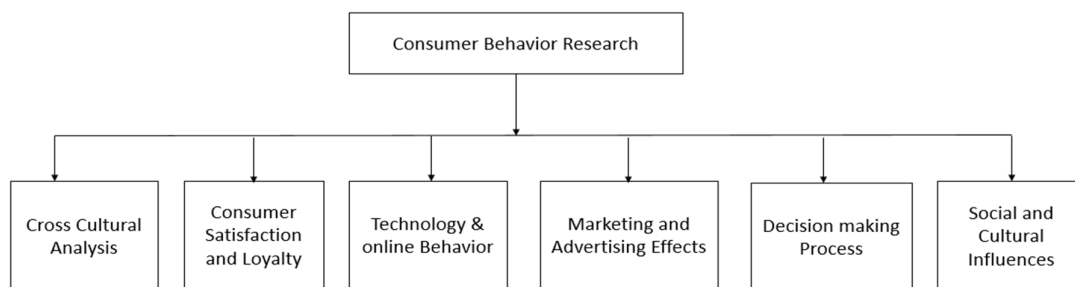 Consumer Behavior Research
Cross Cultural
Analysis
Consumer
Satisfaction
and Loyalty
Technology &
online Behavior
Marketing and
Advertising Effects
Decision making
Process
Social and
Cultural
Influences